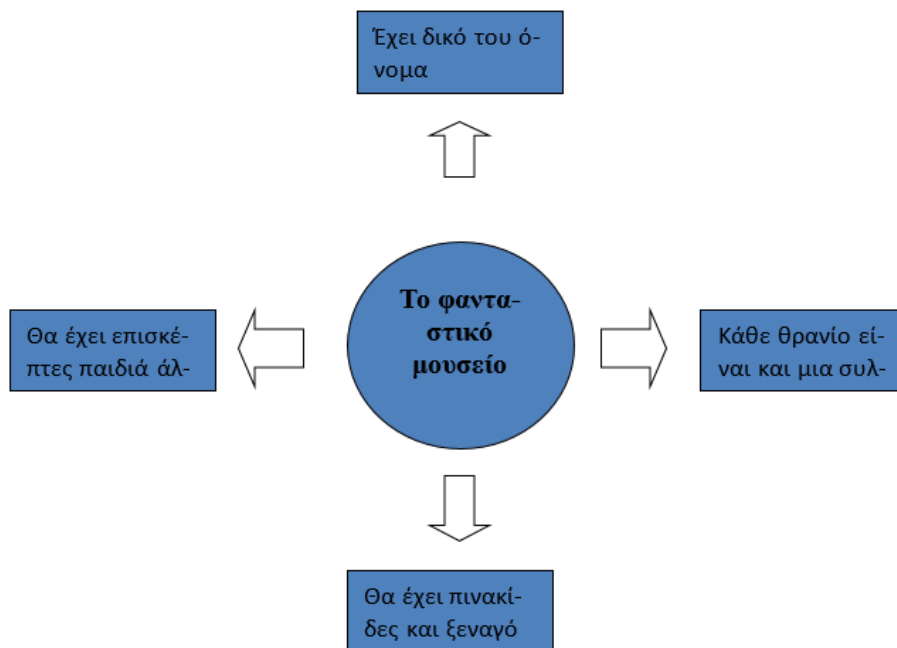 Έχει δικό του ό-
νομα
Το φαντα-
στικό
μουσείο
Θα έχει επισκέ-
πτες παιδιά άλ-
Κάθε θρανίο εί-
ναι και μια συλ-
Θα έχει πινακί-
δες και ξεναγό